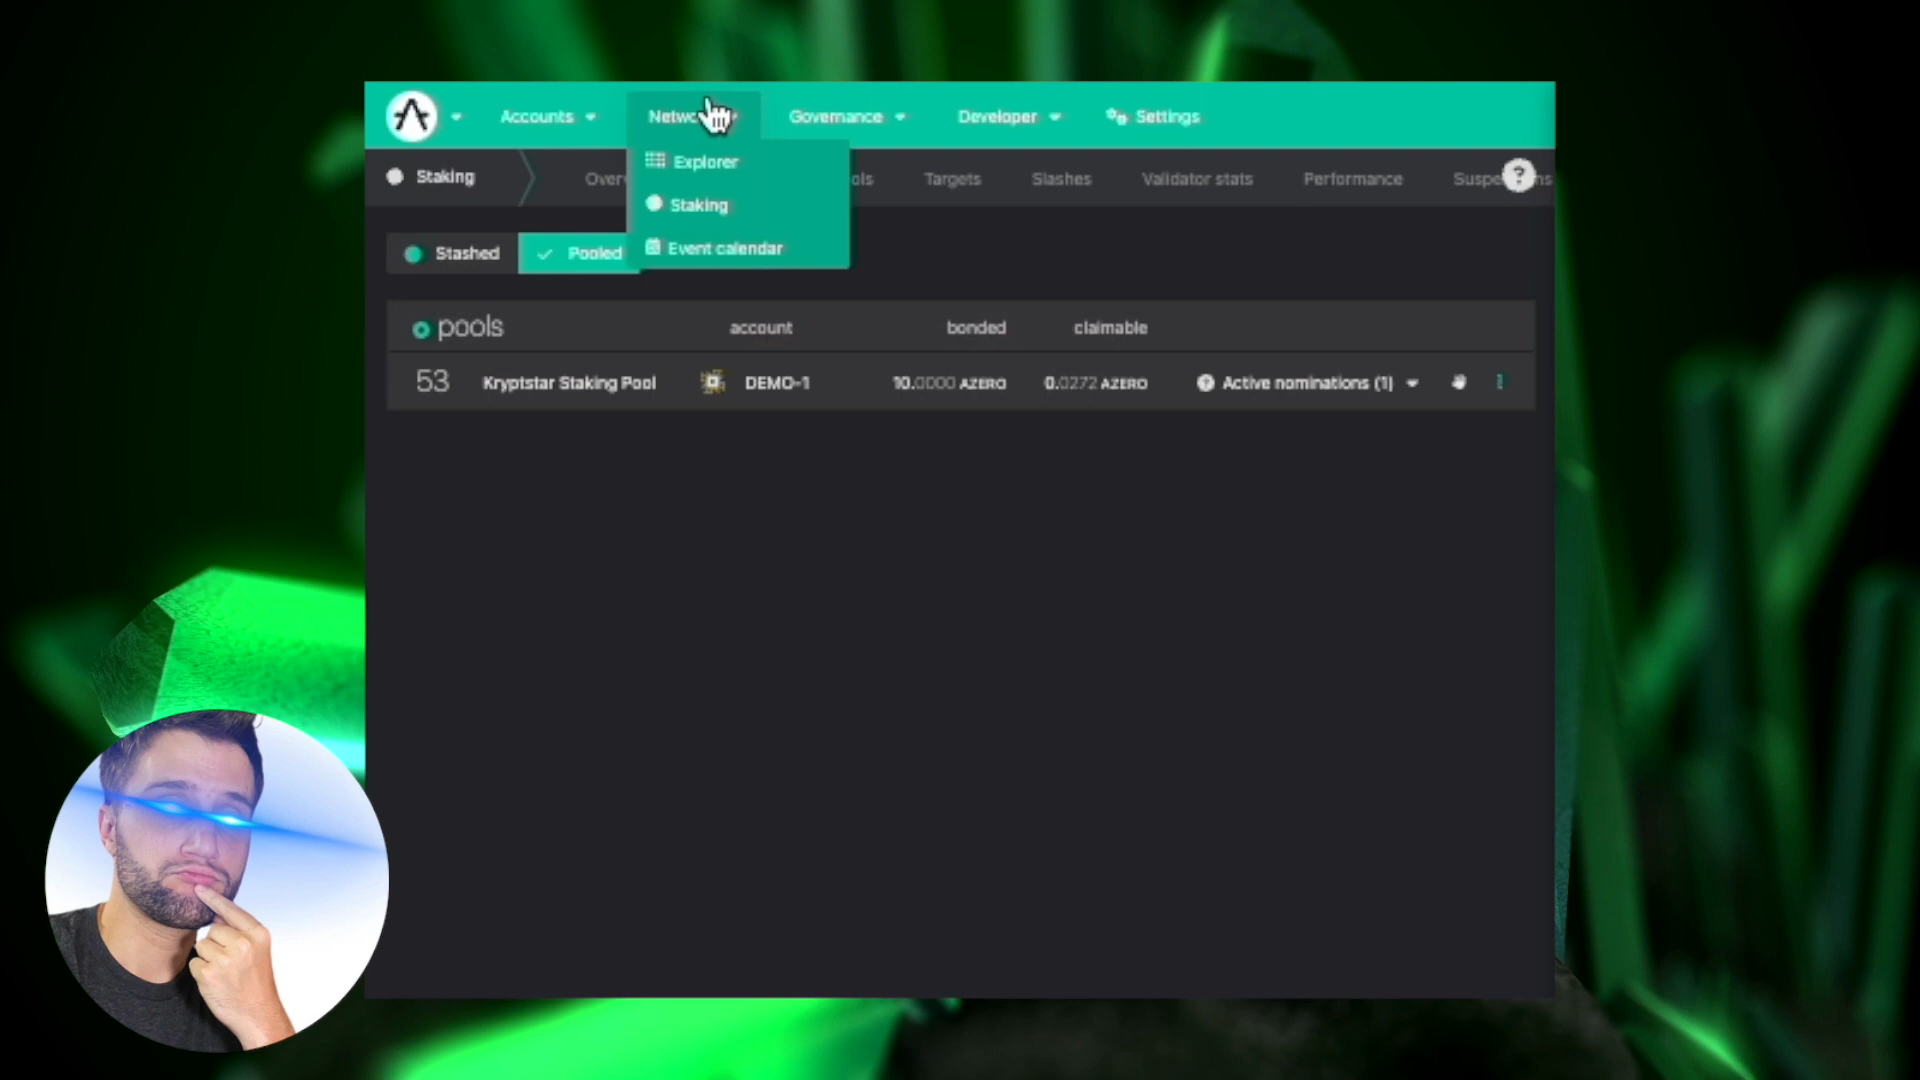 Accounts Governance Developer Settings
Staking Targets Slashes Validator stats Performance
Explorer
Staking
Event calendar
Stashed Pooled
pools account bonded claimable
53 Kryptstar Staking Pool DEMO-1 10.0000 AZERO 0.0272 AZERO ? Active nominations (1)
?